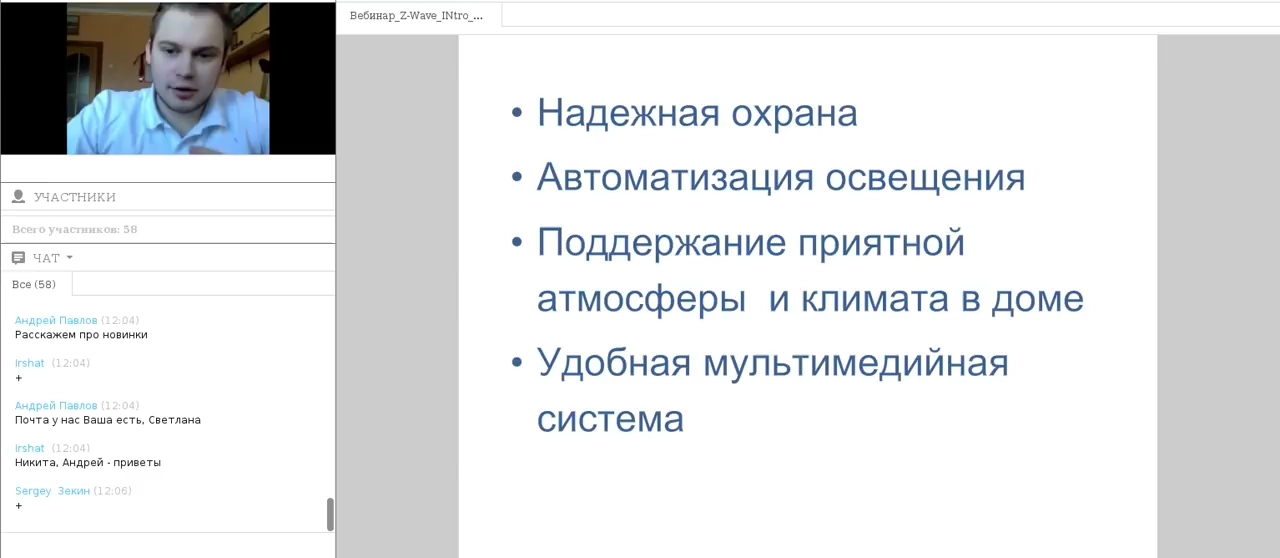 Вебинар_Z-Wave_INtro_...
УЧАСТНИКИ
Всего участников: 58
ЧАТ
Все (58)
Андрей Павлов (12:04)
Расскажем про новинки
Irshat (12:04)
+
Андрей Павлов (12:04)
Почта у нас Ваша есть, Светлана
Irshat (12:04)
Никита, Андрей - приветы
Sergey Зекин (12:06)
+
• Надежная охрана
• Автоматизация освещения
• Поддержание приятной
атмосферы и климата в доме
• Удобная мультимедийная
система